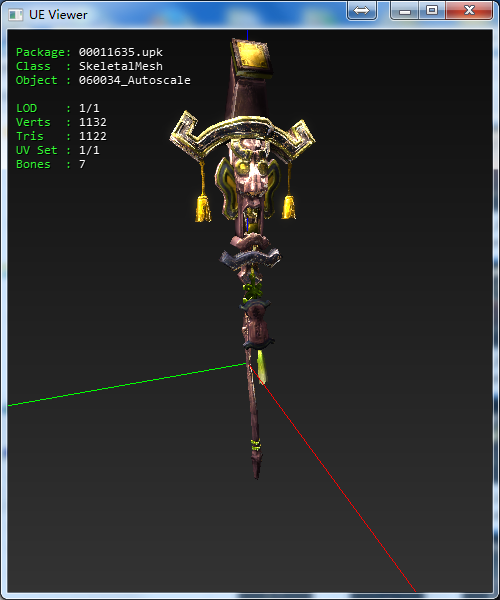 UE Viewer
Package: 00011635.upk
Class  : SkeletalMesh
Object : 060034_Autoscale
LOD    : 1/1
Verts  : 1132
Tris   : 1122
UV Set : 1/1
Bones  : 7